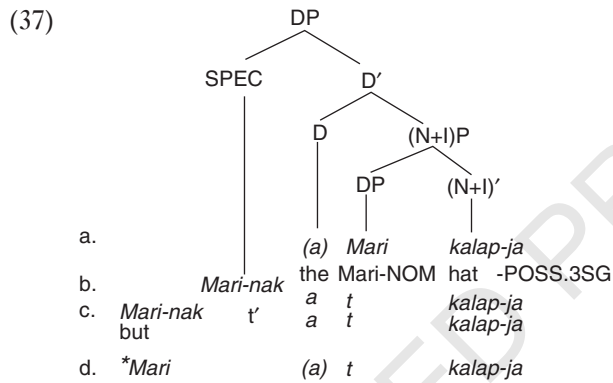 (37)
DP
SPEC D′
D (N+I)P
DP (N+I)′
a. (a) Mari kalap-ja
the Mari-NOM hat -POSS.3SG
b. Mari-nak a t kalap-ja
c. Mari-nak t′ a t kalap-ja
but
d. *Mari (a) t kalap-ja